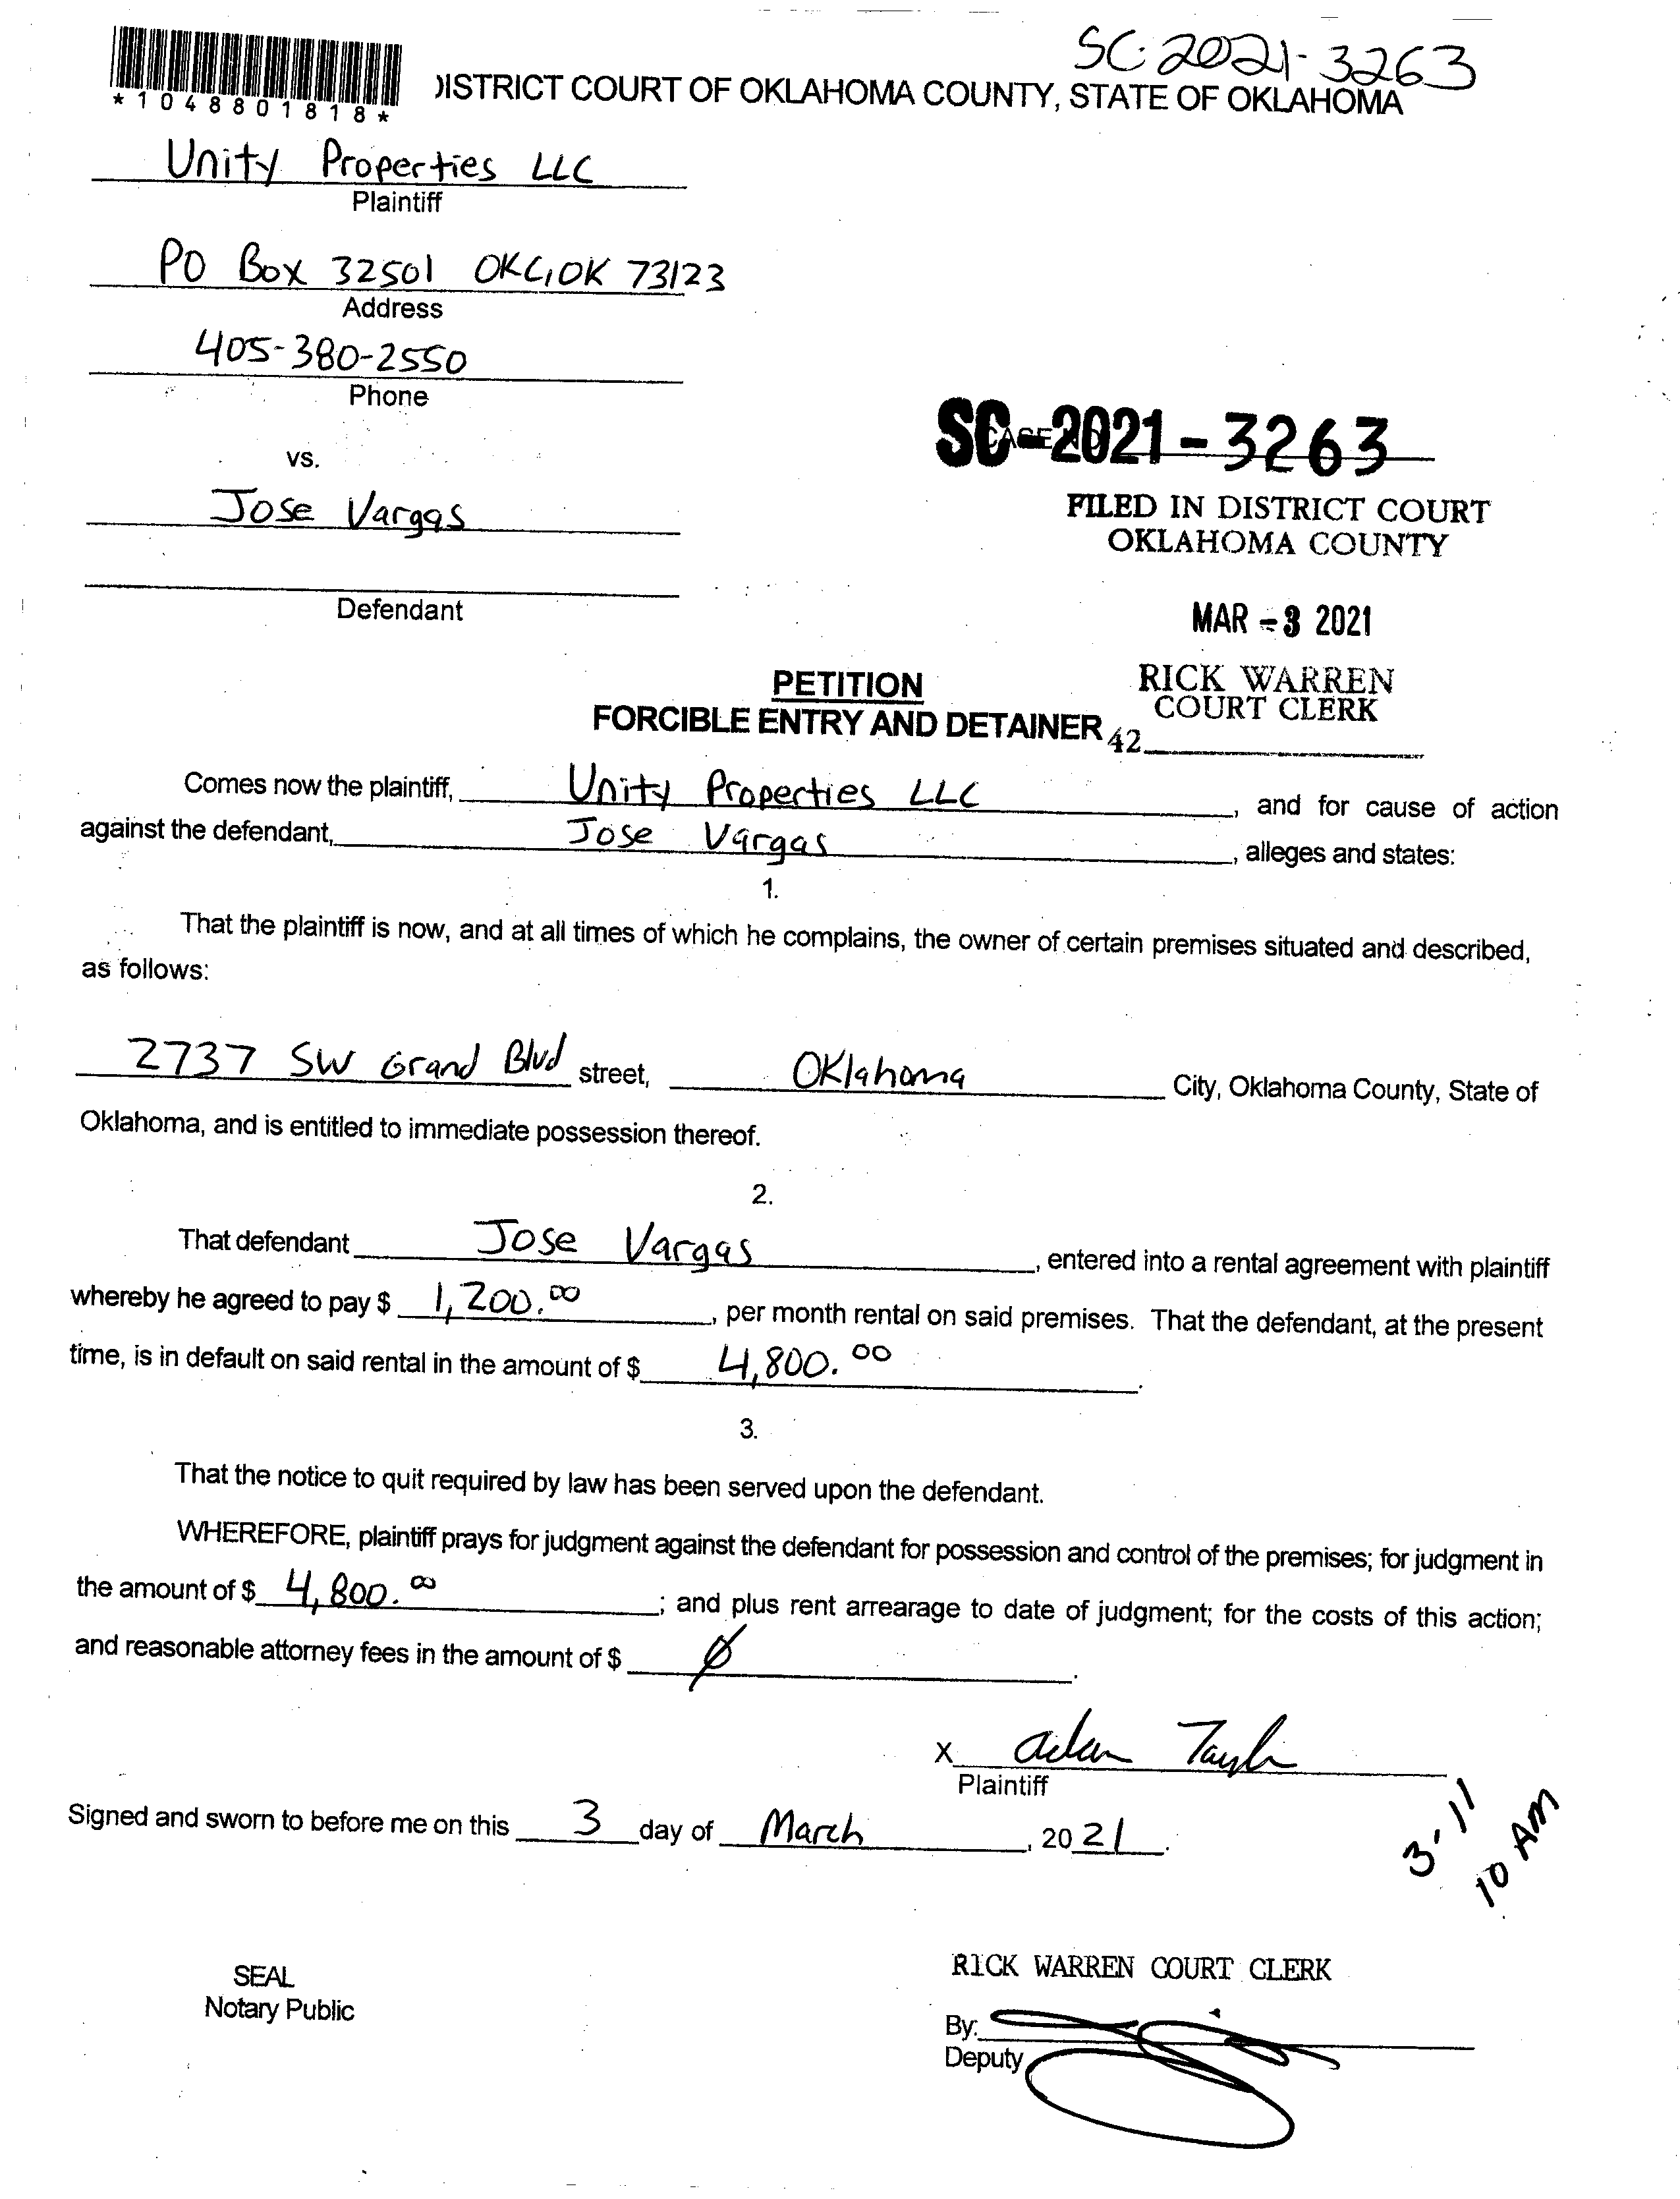 SC-2021-3263
*1048801818*
DISTRICT COURT OF OKLAHOMA COUNTY, STATE OF OKLAHOMA
Unity Properties LLC
Plaintiff
PO Box 32501 OKC, OK 73123
Address
405-380-2550
Phone
vs.
SC-2021-3263
Jose Vargas
FILED IN DISTRICT COURT
OKLAHOMA COUNTY
Defendant
MAR -3 2021
RICK WARREN
COURT CLERK
42
PETITION
FORCIBLE ENTRY AND DETAINER
Comes now the plaintiff, Unity Properties LLC, and for cause of action
against the defendant, Jose Vargas, alleges and states:
1.
That the plaintiff is now, and at all times of which he complains, the owner of certain premises situated and described,
as follows:
2737 SW Grand Blvd street, Oklahoma City, Oklahoma County, State of
Oklahoma, and is entitled to immediate possession thereof.
2.
That defendant Jose Vargas, entered into a rental agreement with plaintiff
whereby he agreed to pay $ 1,200.00, per month rental on said premises. That the defendant, at the present
time, is in default on said rental in the amount of $ 4,800.00.
3.
That the notice to quit required by law has been served upon the defendant.
WHEREFORE, plaintiff prays for judgment against the defendant for possession and control of the premises; for judgment in
the amount of $ 4,800.00; and plus rent arrearage to date of judgment; for the costs of this action;
and reasonable attorney fees in the amount of $ ∅.
X Adam Taylor
Plaintiff
Signed and sworn to before me on this 3 day of March, 2021.
3-11
10 AM
SEAL
Notary Public
RICK WARREN COURT CLERK
By:
Deputy